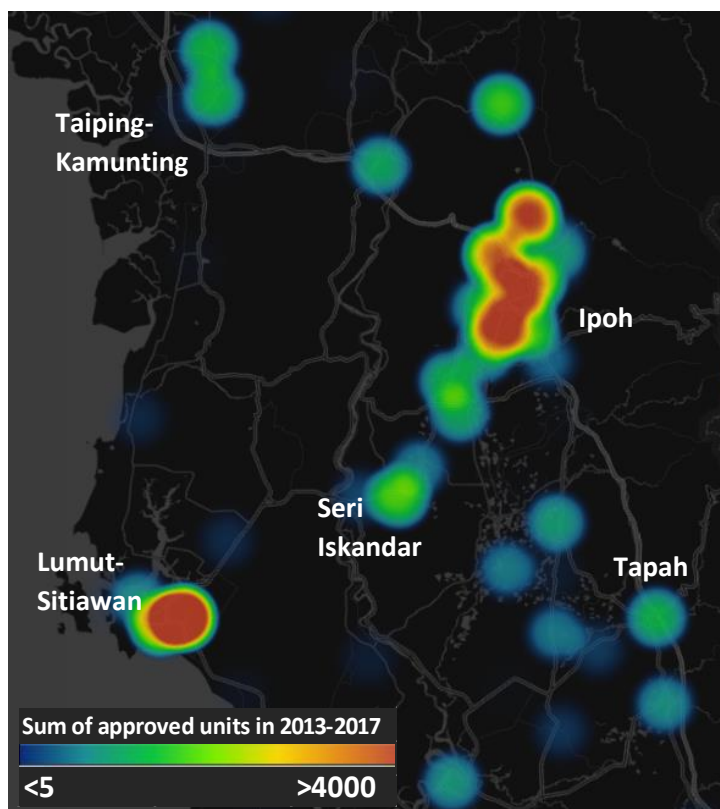 Taiping-
Kamunting
Ipoh
Seri
Iskandar
Lumut-
Sitiawan
Tapah
Sum of approved units in 2013-2017
<5 >4000